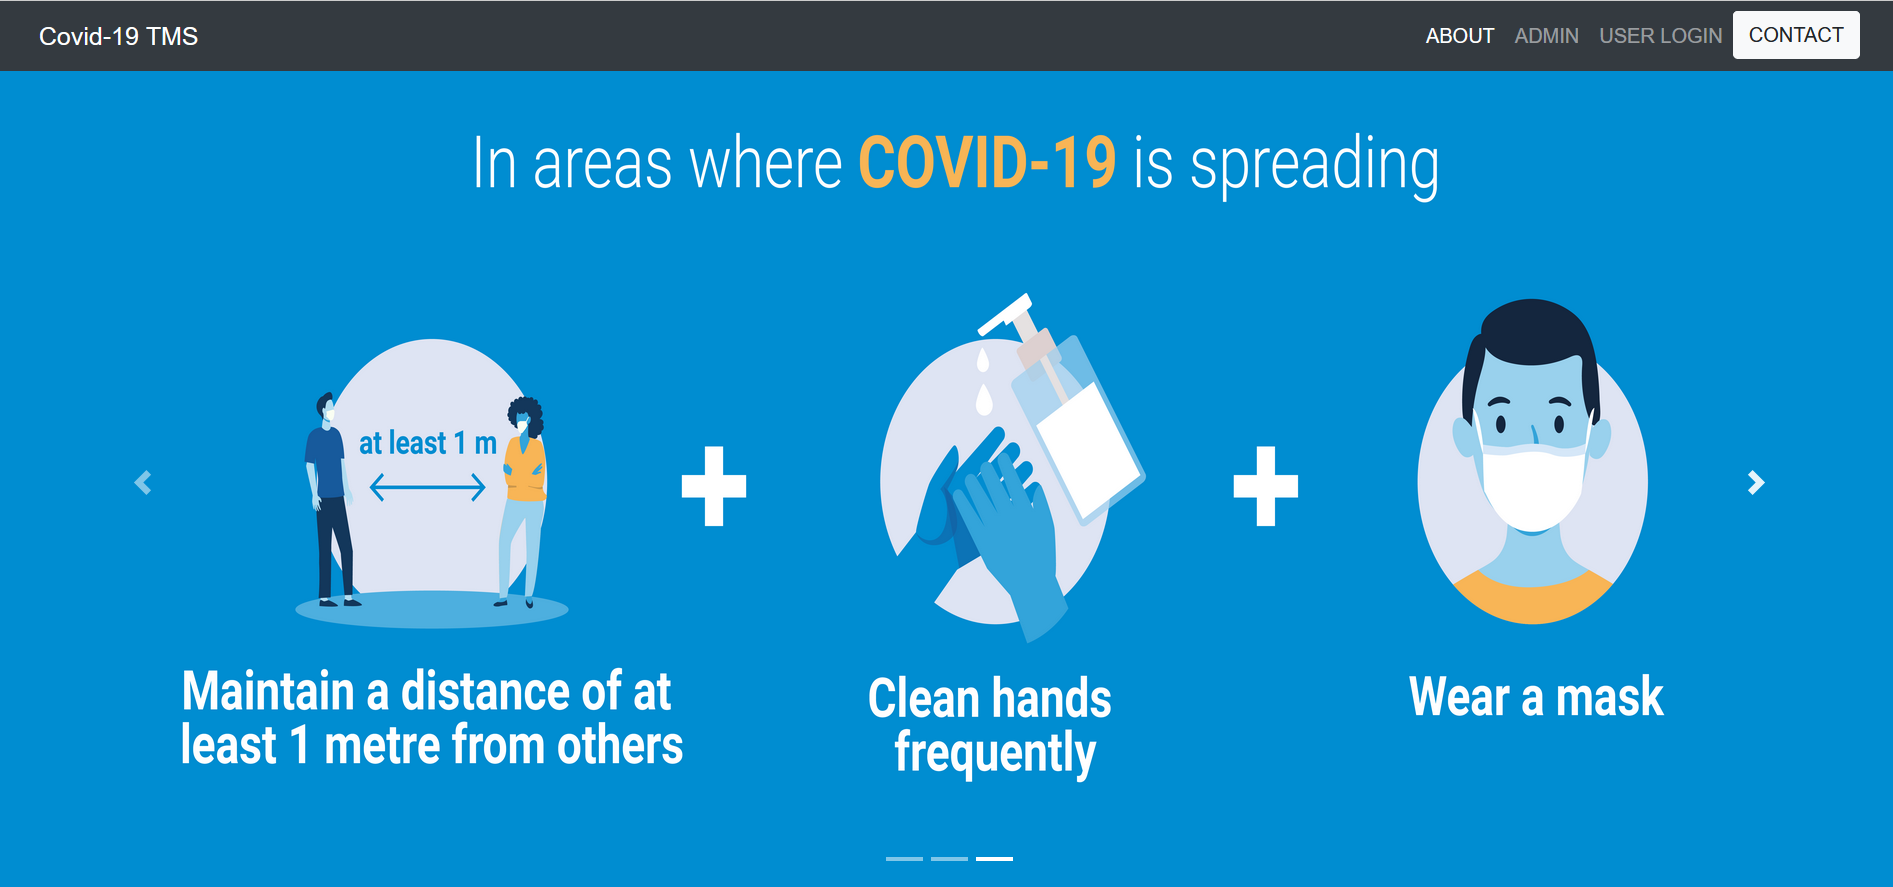 Covid-19 TMS
ABOUT ADMIN USER LOGIN CONTACT
In areas where COVID-19 is spreading
at least 1 m
Maintain a distance of at
least 1 metre from others
Clean hands
frequently
Wear a mask